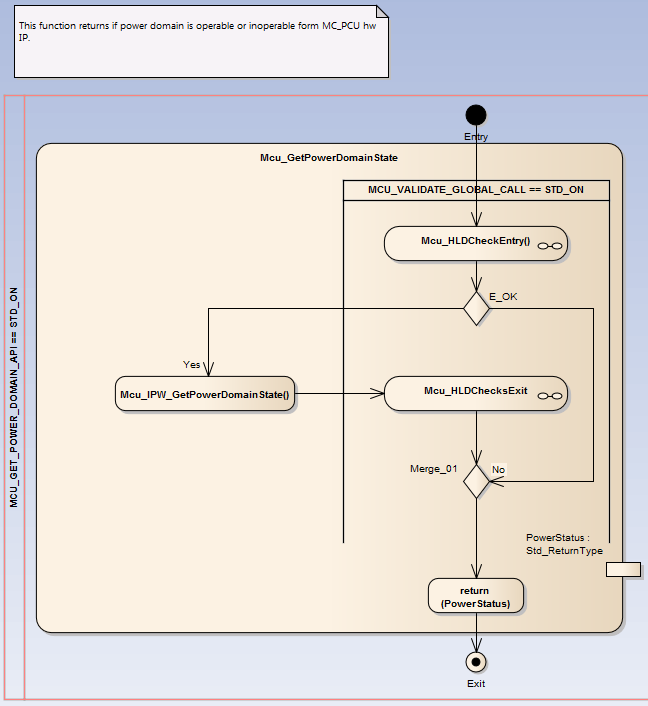 This function returns if power domain is operable or inoperable form MC_PCU hw
IP.
Entry
Mcu_GetPowerDomainState
MCU_VALIDATE_GLOBAL_CALL == STD_ON
Mcu_HLDCheckEntry()
E_OK
MCU_GET_POWER_DOMAIN_API == STD_ON
Yes
Mcu_IPW_GetPowerDomainState()
Mcu_HLDChecksExit
Merge_01
No
PowerStatus :
Std_ReturnType
return
(PowerStatus)
Exit